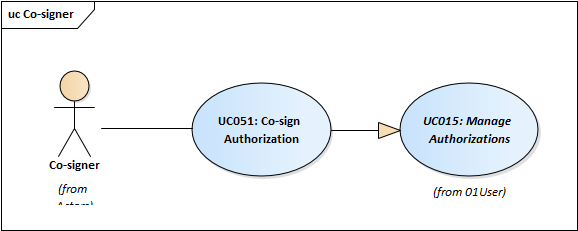 uc Co-signer
UC051: Co-sign
Authorization
UC015: Manage
Authorizations
Co-signer
(from
(from 01User)